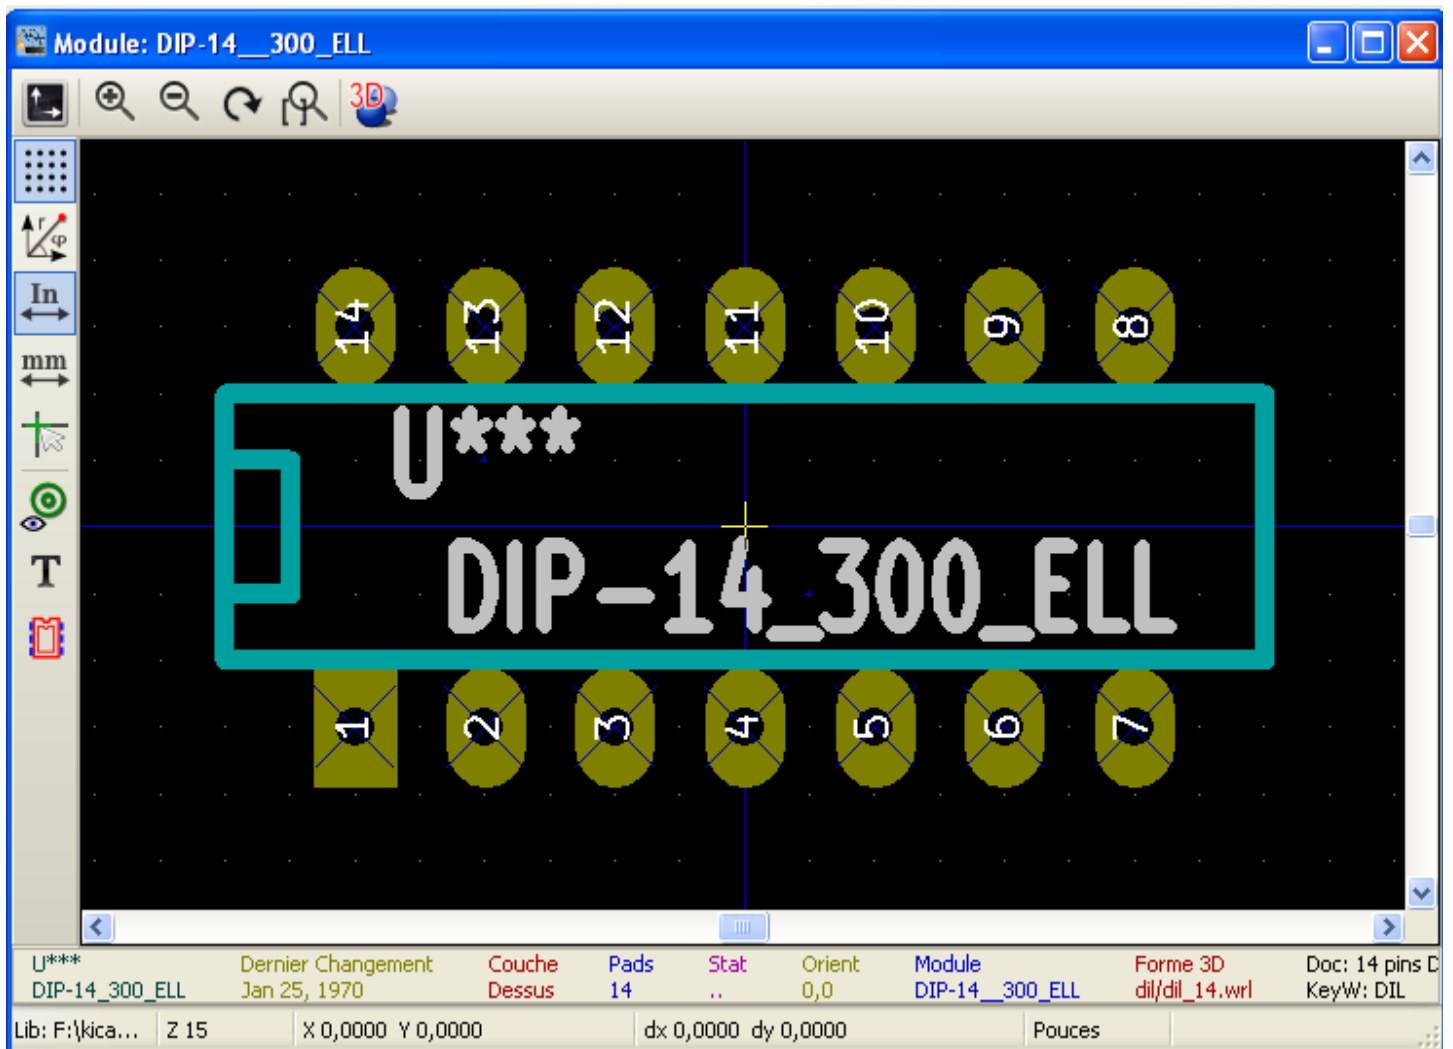 Module: DIP-14__300_ELL
3D
r
φ
In
mm
T
14 13 12 11 10 9 8
U***
DIP-14_300_ELL
1 2 3 4 5 6 7
U*** Dernier Changement Couche Pads Stat Orient Module Forme 3D Doc: 14 pins D
DIP-14_300_ELL Jan 25, 1970 Dessus 14 .. 0,0 DIP-14__300_ELL dil/dil_14.wrl KeyW: DIL
Lib: F:\kica... Z 15 X 0,0000 Y 0,0000 dx 0,0000 dy 0,0000 Pouces